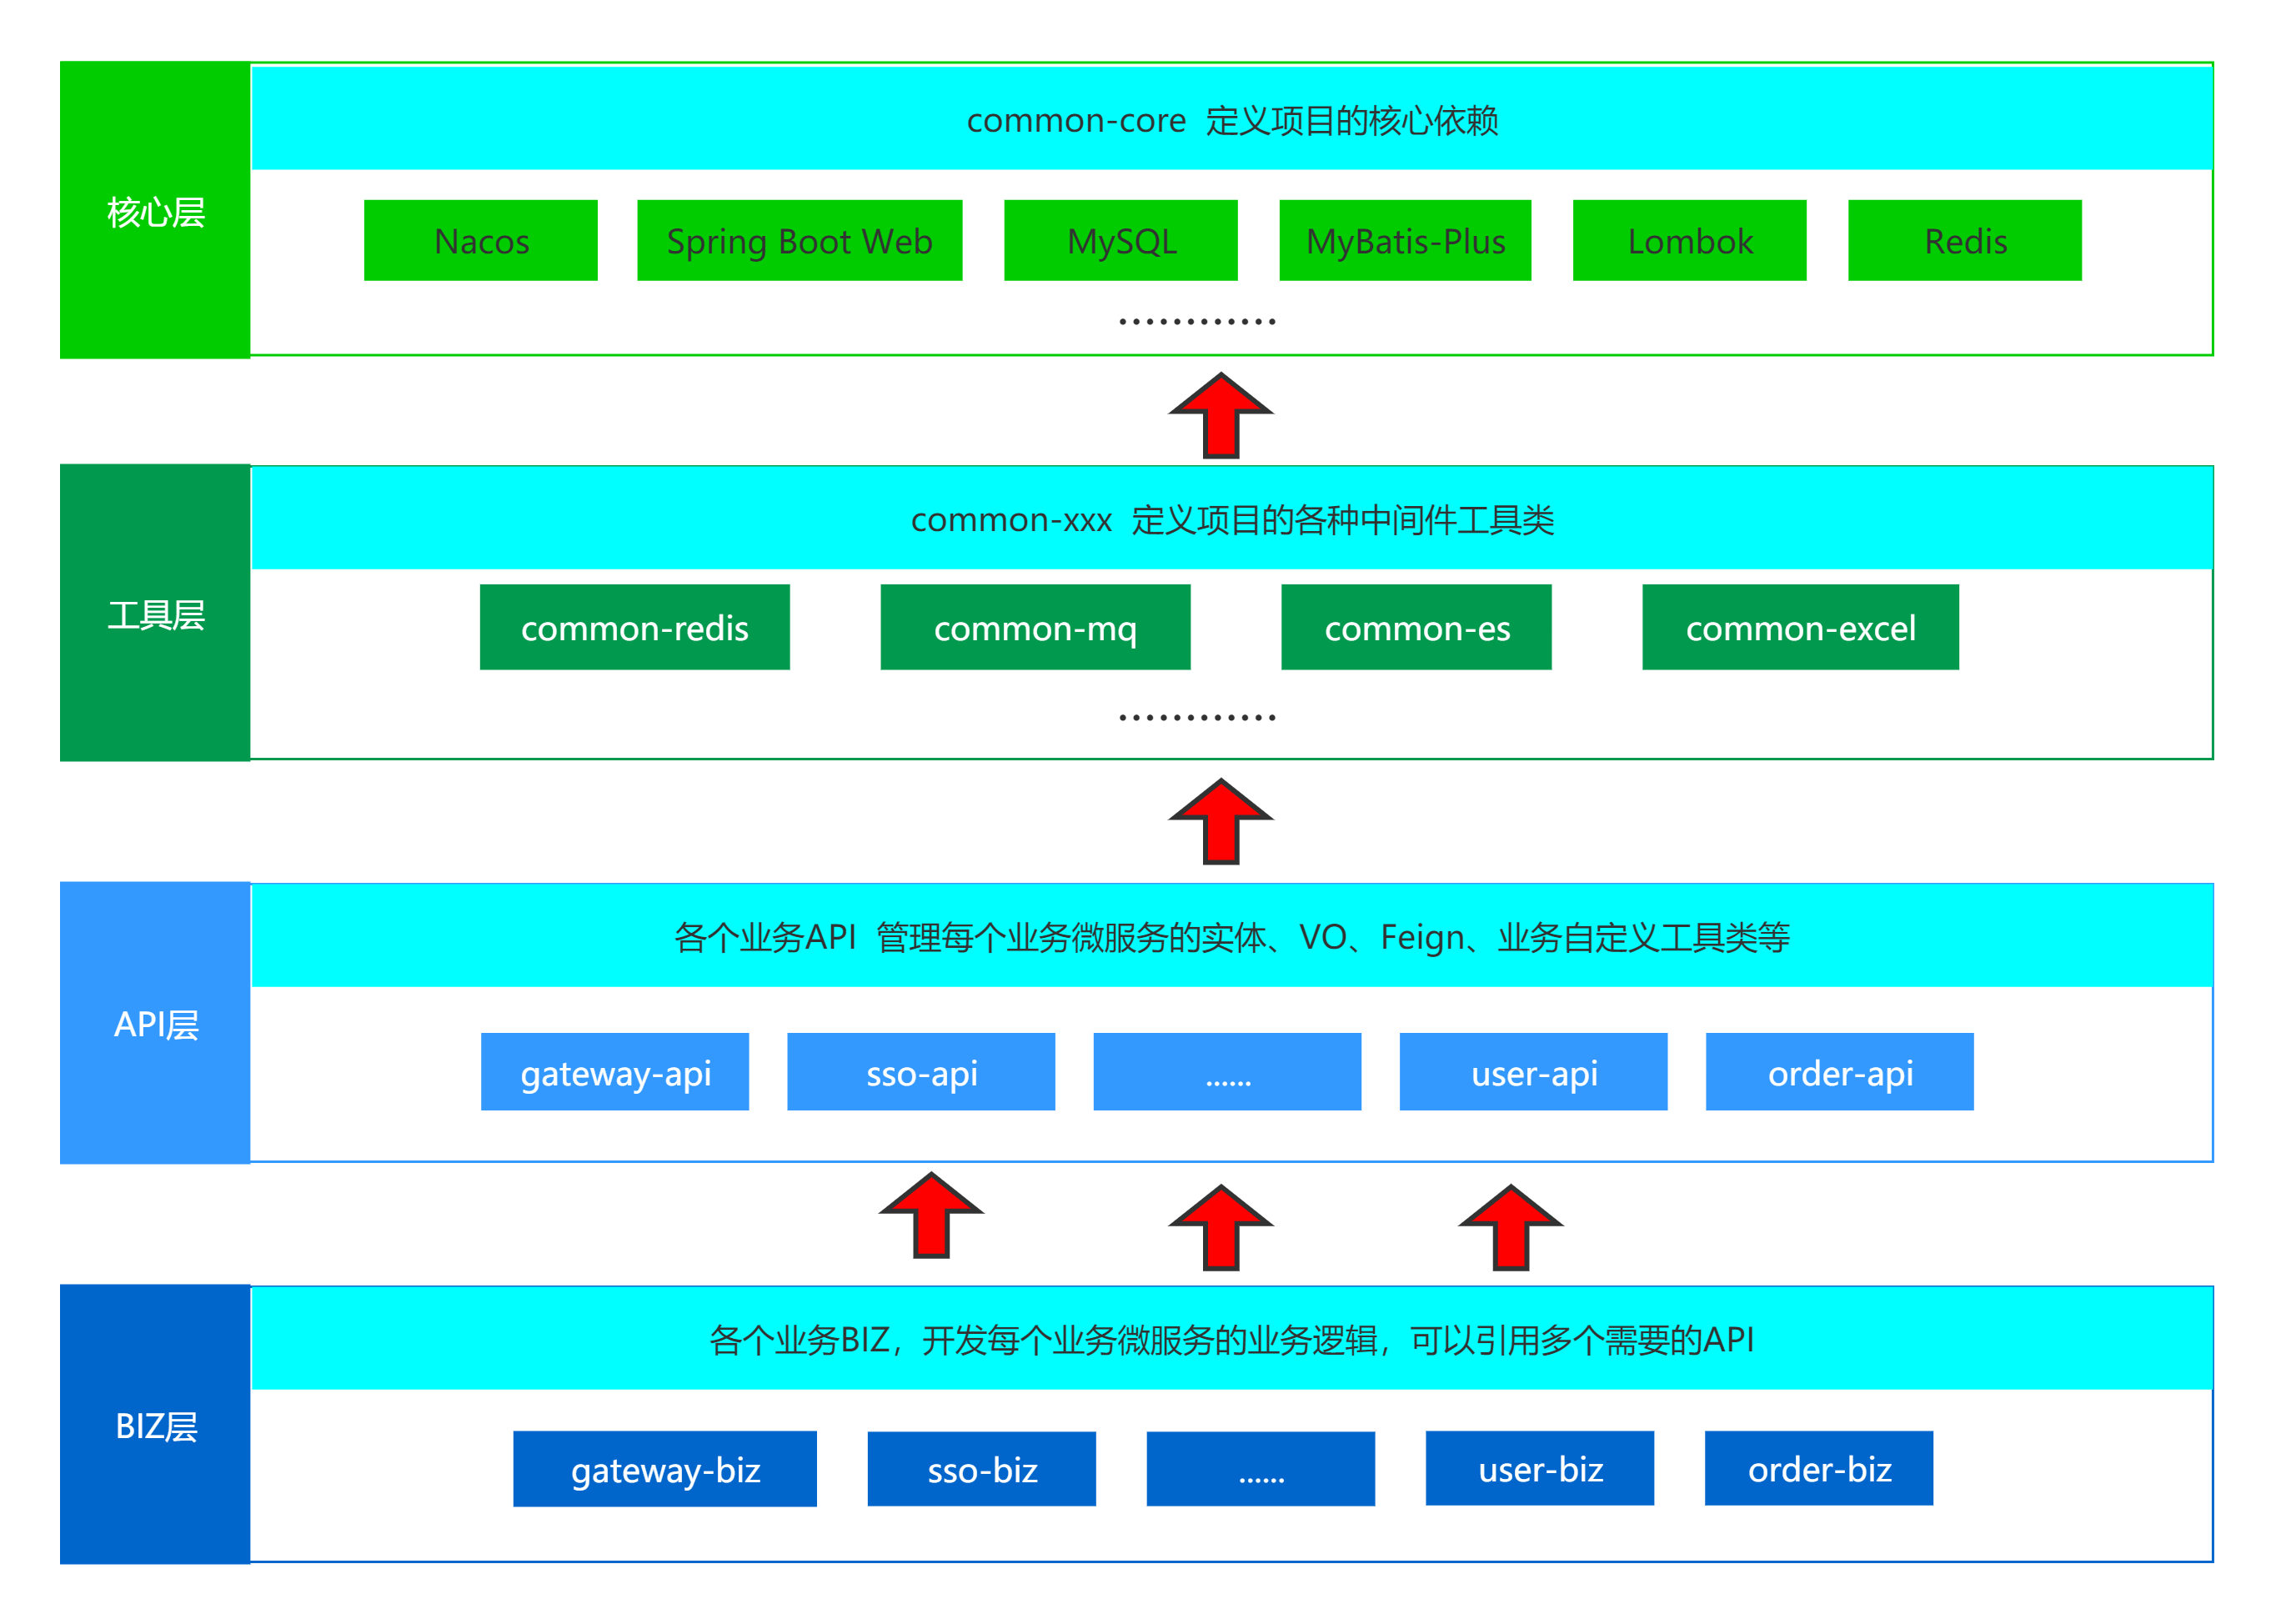 common-core 定义项目的核心依赖
核心层
Nacos
Spring Boot Web
MySQL
MyBatis-Plus
Lombok
Redis
············
common-xxx 定义项目的各种中间件工具类
工具层
common-redis
common-mq
common-es
common-excel
············
各个业务API 管理每个业务微服务的实体、VO、Feign、业务自定义工具类等
API层
gateway-api
sso-api
......
user-api
order-api
各个业务BIZ，开发每个业务微服务的业务逻辑，可以引用多个需要的API
BIZ层
gateway-biz
sso-biz
......
user-biz
order-biz